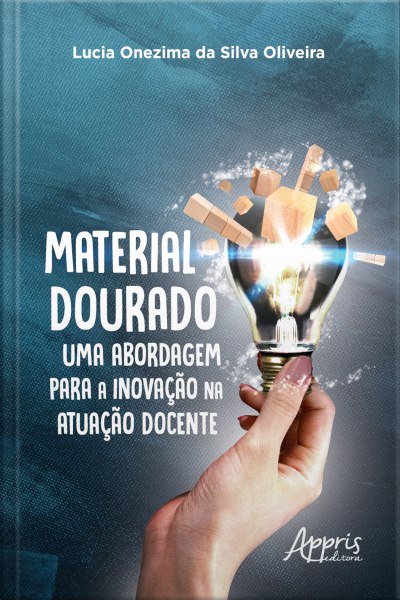 Lucia Onezima da Silva Oliveira
MATERIAL
DOURADO
UMA ABORDAGEM
PARA A INOVAÇÃO NA
ATUAÇÃO DOCENTE
Appris
editora